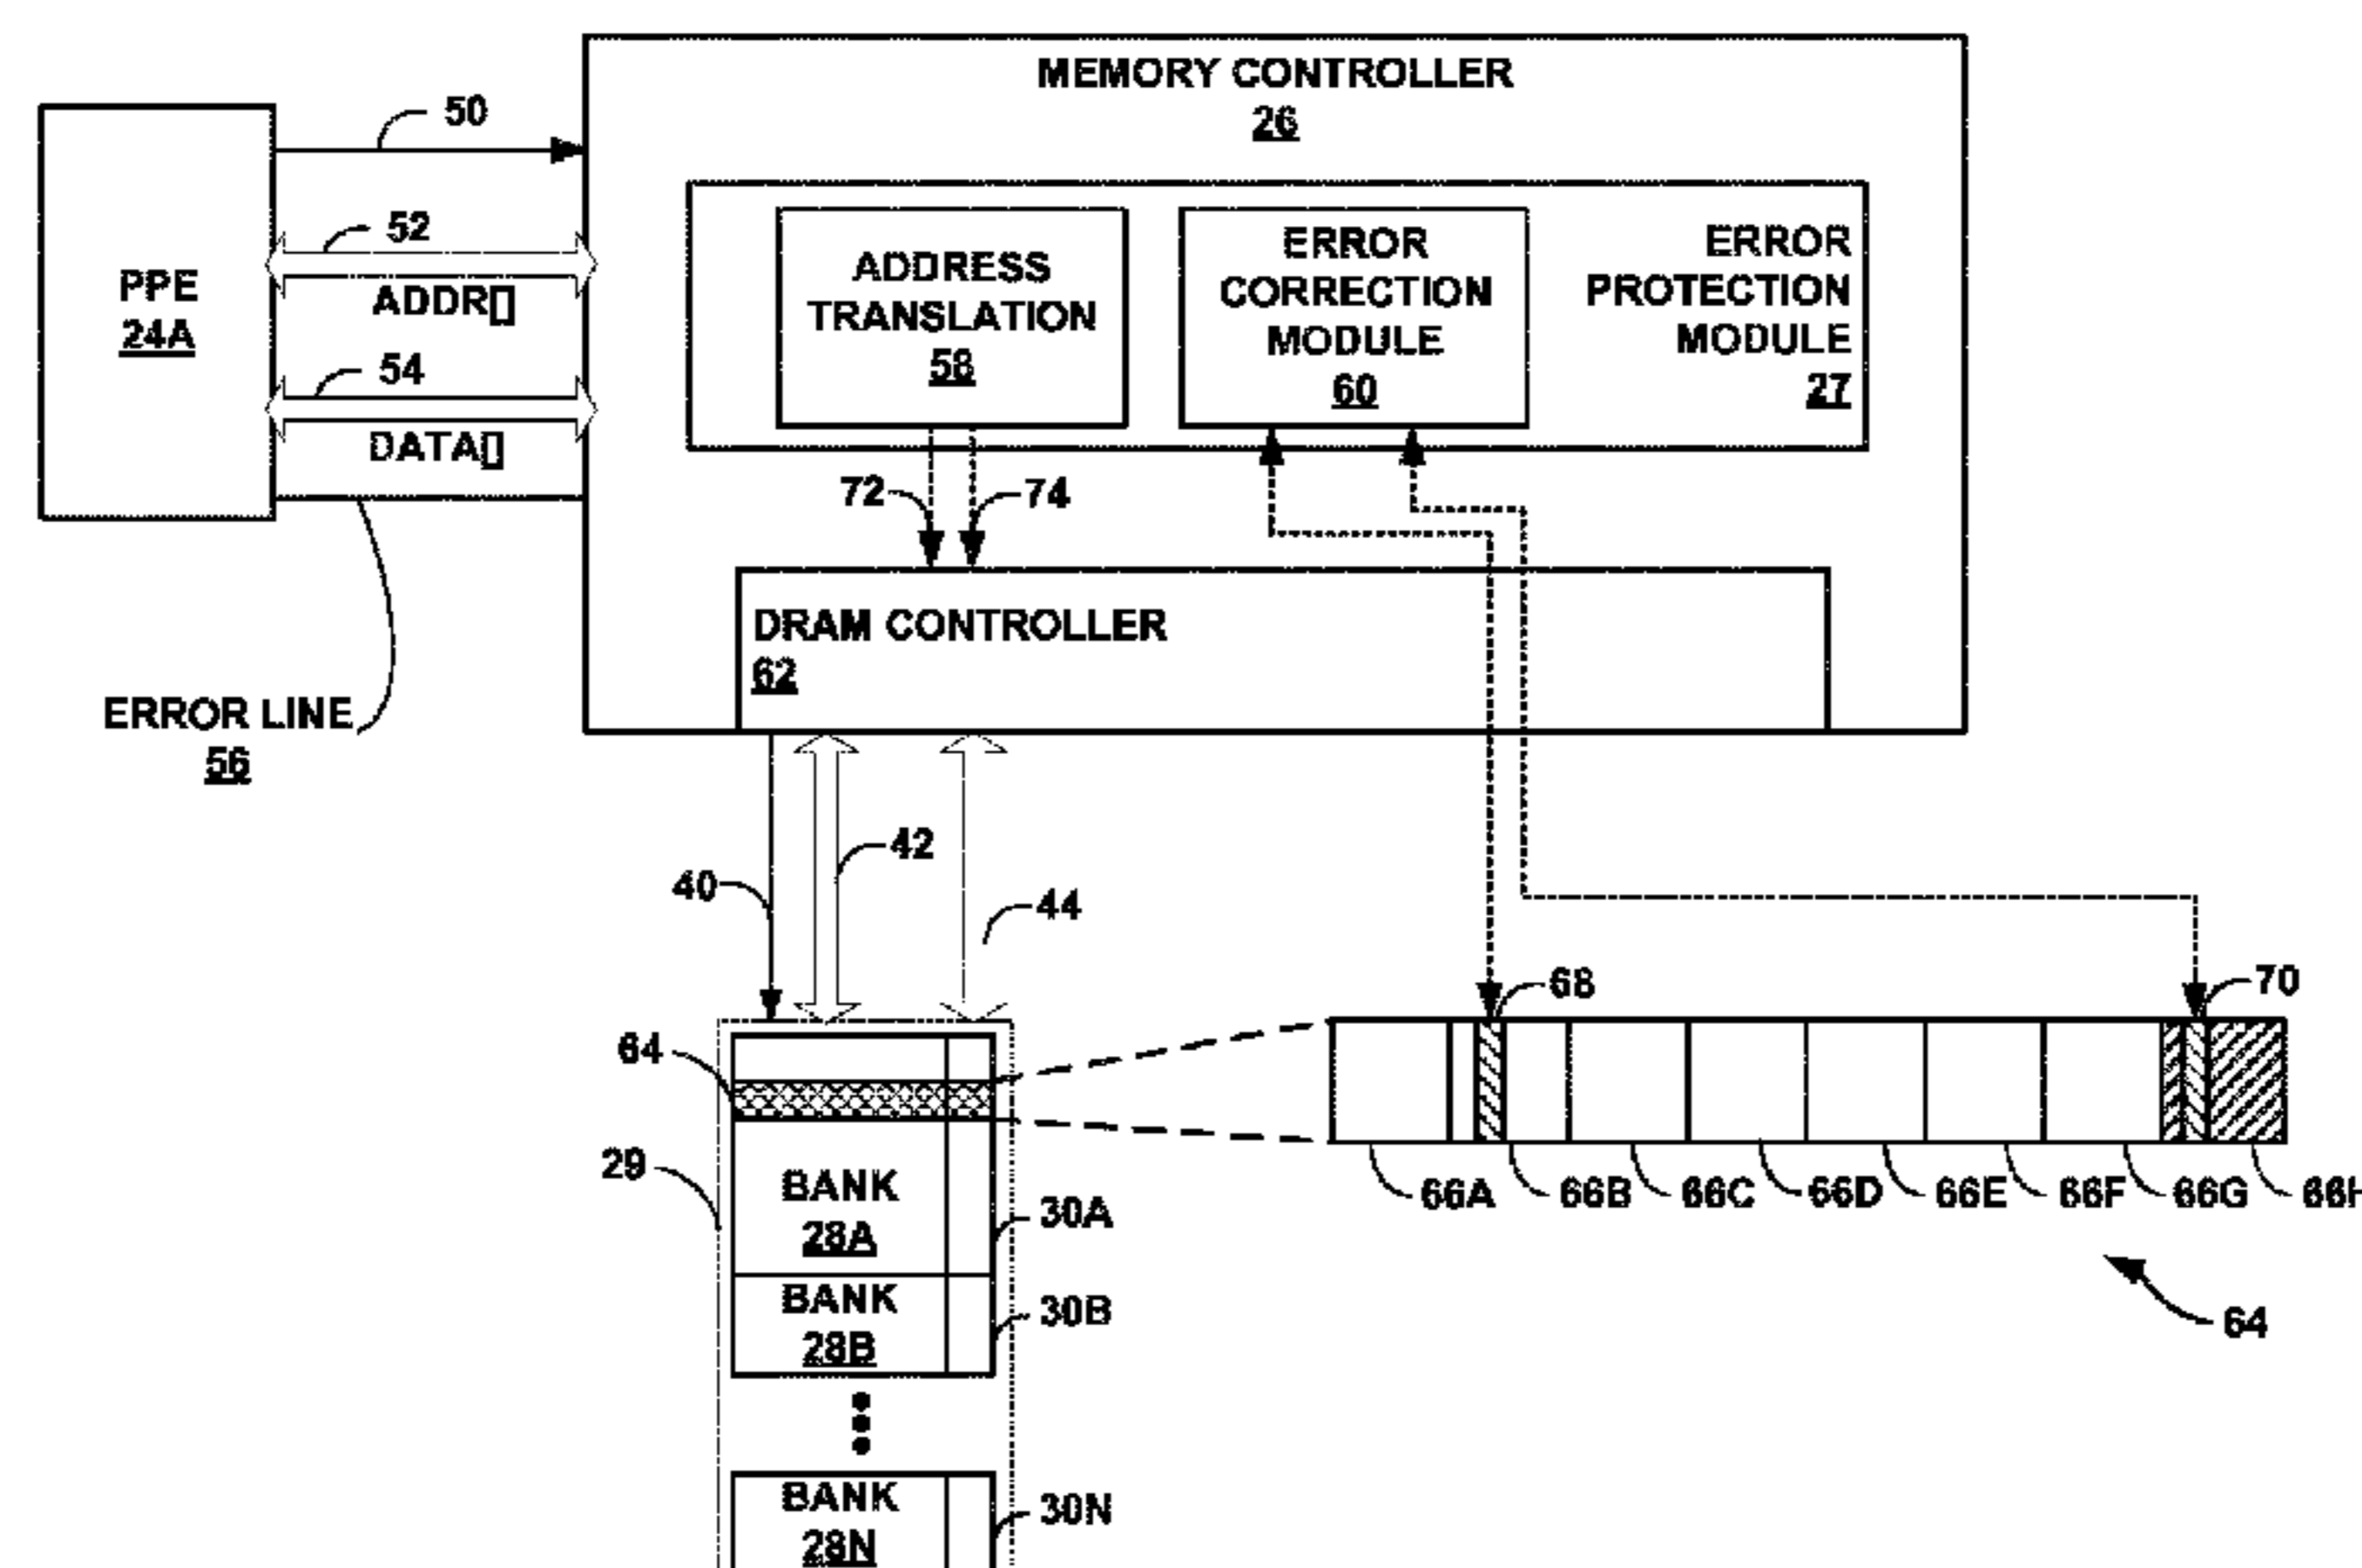 MEMORY CONTROLLER
26
50
52
ADDR[]
54
DATA[]
PPE
24A
ADDRESS
TRANSLATION
58
ERROR
CORRECTION
MODULE
60
ERROR
PROTECTION
MODULE
27
72
74
DRAM CONTROLLER
62
ERROR LINE
56
40
42
44
64
68
70
29
BANK
28A
30A
BANK
28B
30B
BANK
28N
30N
66A
66B
66C
66D
66E
66F
66G
64